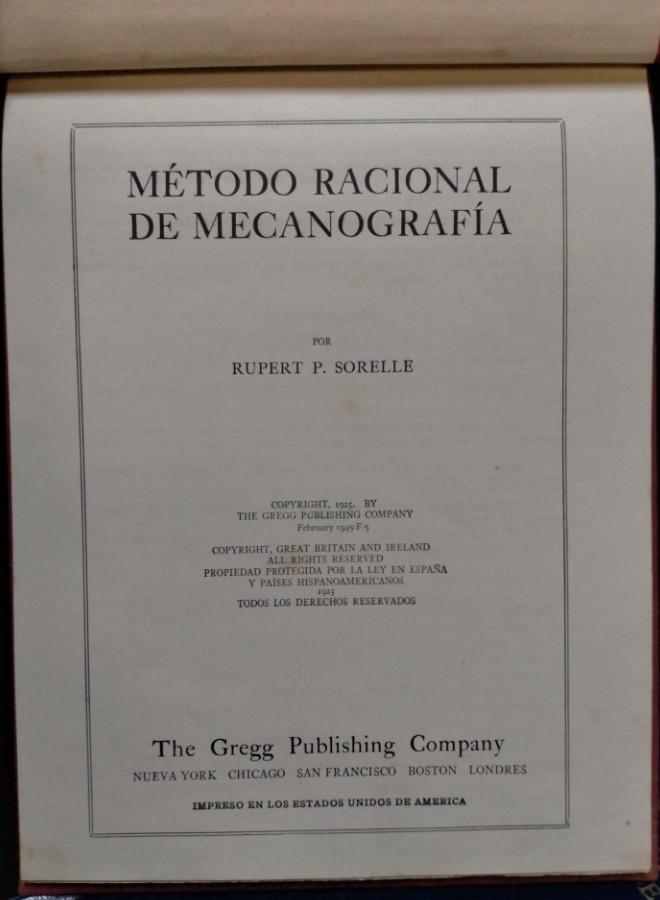 MÉTODO RACIONAL
DE MECANOGRAFÍA
POR
RUPERT P. SORELLE
COPYRIGHT, 1925, BY
THE GREGG PUBLISHING COMPANY
February 1945-F-5
COPYRIGHT, GREAT BRITAIN AND IRELAND
ALL RIGHTS RESERVED
PROPIEDAD PROTEGIDA POR LA LEY EN ESPAÑA
Y PAÍSES HISPANOAMERICANOS
1925
TODOS LOS DERECHOS RESERVADOS
The Gregg Publishing Company
NUEVA YORK CHICAGO SAN FRANCISCO BOSTON LONDRES
IMPRESO EN LOS ESTADOS UNIDOS DE AMERICA